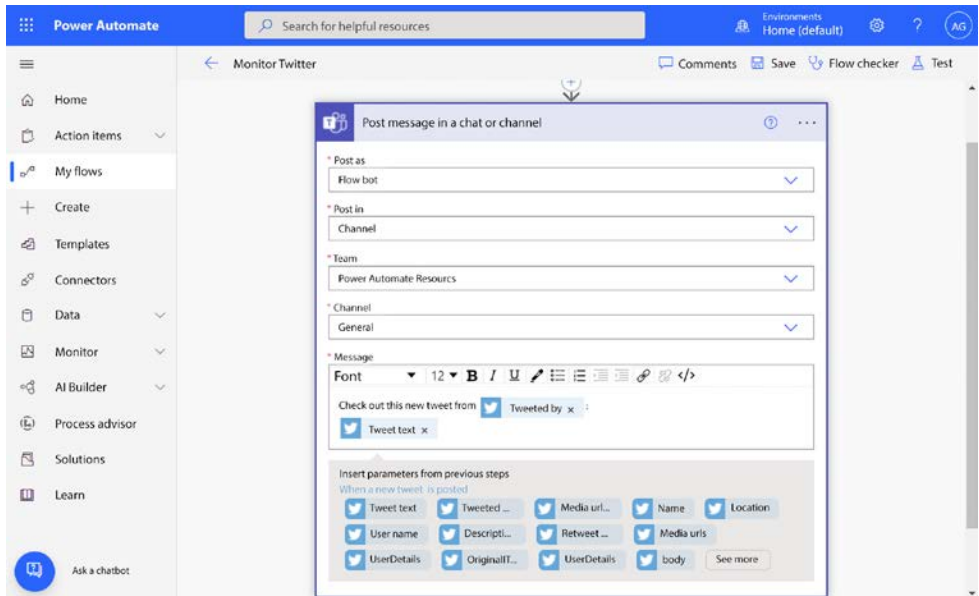 Power Automate
Search for helpful resources
Environments
Home (default)
?
AG
Monitor Twitter
Comments
Save
Flow checker
Test
Home
Action items
My flows
Create
Templates
Connectors
Data
Monitor
AI Builder
Process advisor
Solutions
Learn
Ask a chatbot
Post message in a chat or channel
* Post as
Flow bot
* Post in
Channel
* Team
Power Automate Resourcs
* Channel
General
* Message
Font 12 B I U </>
Check out this new tweet from Tweeted by × :
Tweet text ×
Insert parameters from previous steps
When a new tweet is posted
Tweet text Tweeted ... Media url... Name Location
User name Descripti... Retweet ... Media urls
UserDetails OriginalT... UserDetails body See more